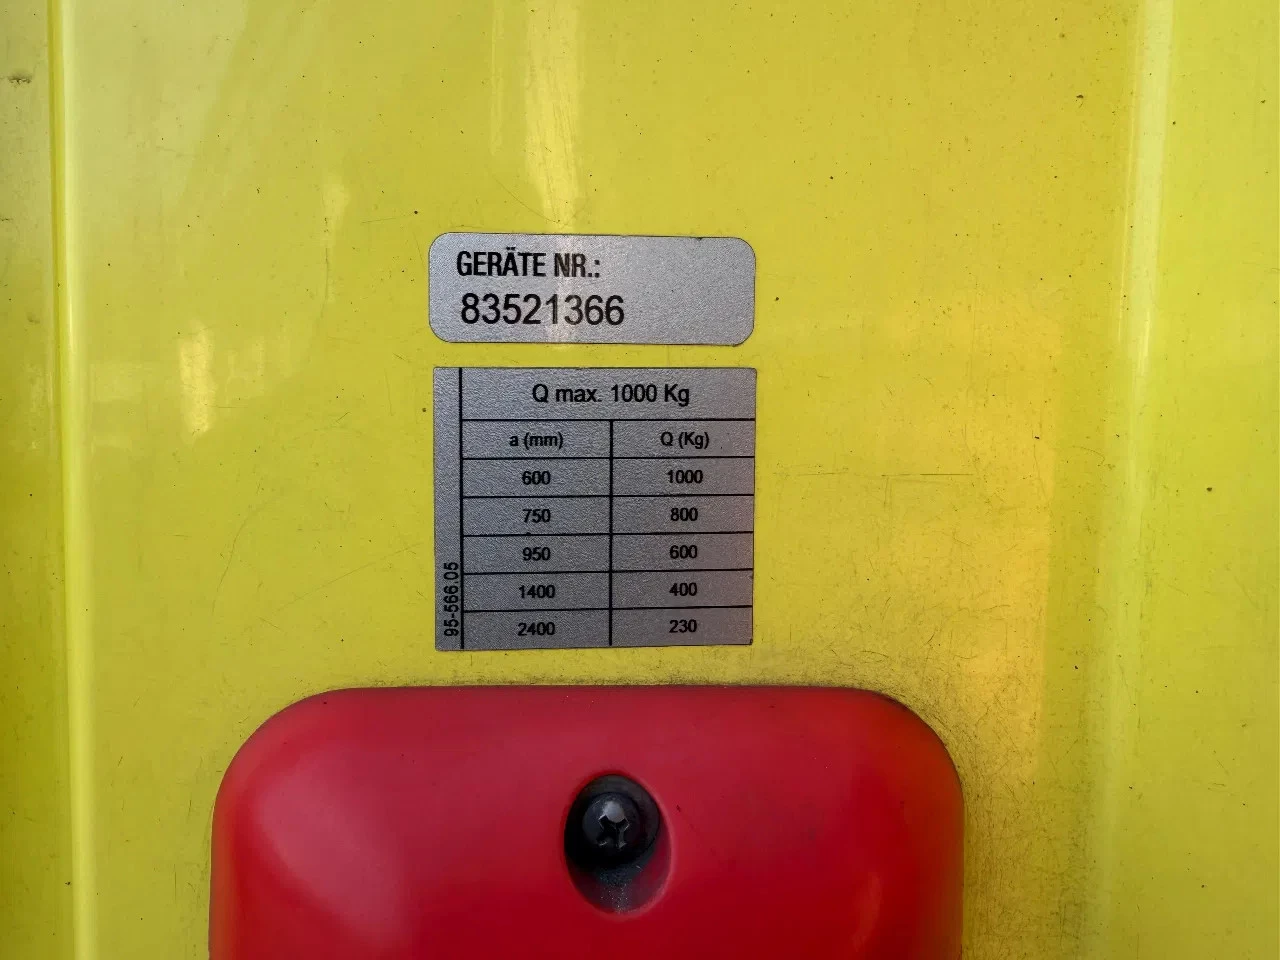 GERÄTE NR.:
83521366
Q max. 1000 Kg
a (mm) Q (Kg)
600 1000
750 800
950 600
1400 400
2400 230
95-566.05